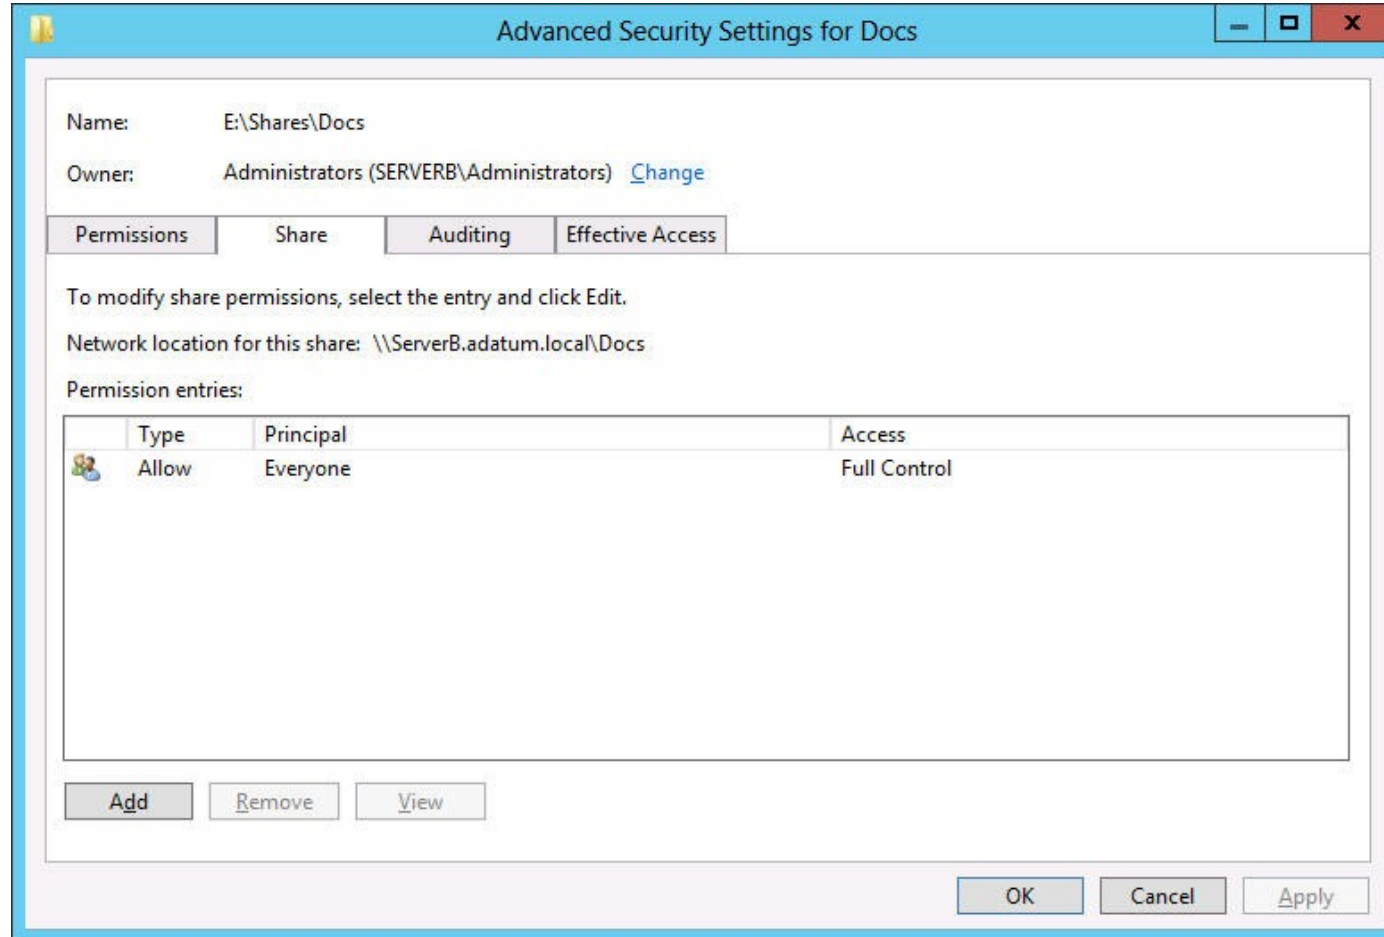 Advanced Security Settings for Docs
Name: E:\Shares\Docs
Owner: Administrators (SERVERB\Administrators) Change
Permissions Share Auditing Effective Access
To modify share permissions, select the entry and click Edit.
Network location for this share: \\ServerB.adatum.local\Docs
Permission entries:
Type Principal Access
Allow Everyone Full Control
Add Remove View
OK Cancel Apply